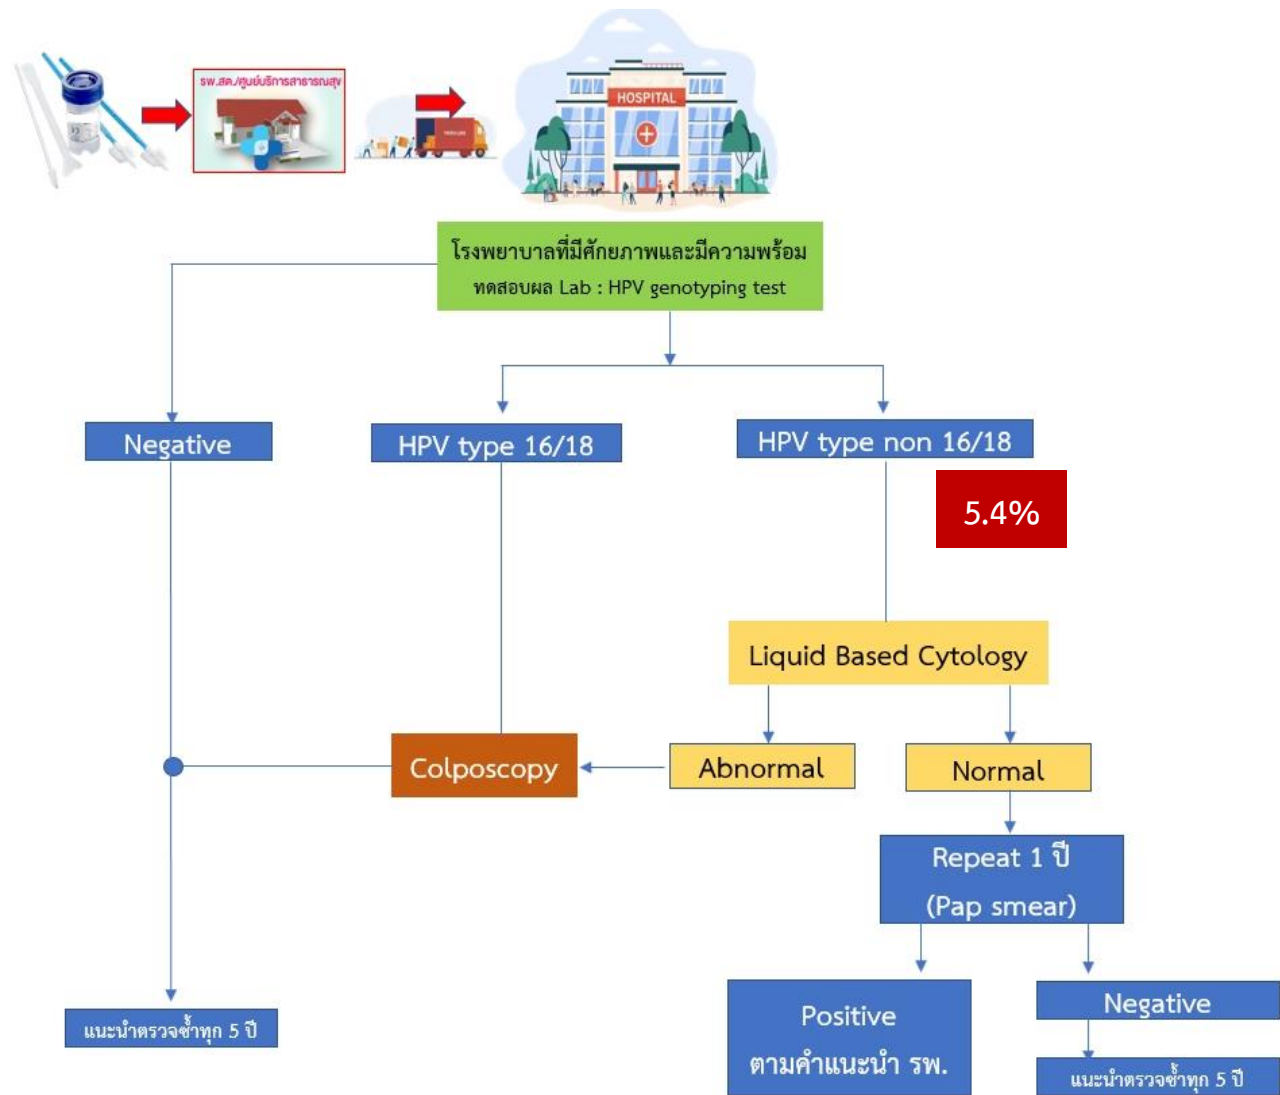 รพ.สต./ศูนย์บริการสาธารณสุข
HOSPITAL
โรงพยาบาลที่มีศักยภาพและมีความพร้อม
ทดสอบผล Lab : HPV genotyping test
Negative
HPV type 16/18
HPV type non 16/18
5.4%
Liquid Based Cytology
Colposcopy
Abnormal
Normal
Repeat 1 ปี
(Pap smear)
แนะนำตรวจซ้ำทุก 5 ปี
Positive
ตามคำแนะนำ รพ.
Negative
แนะนำตรวจซ้ำทุก 5 ปี